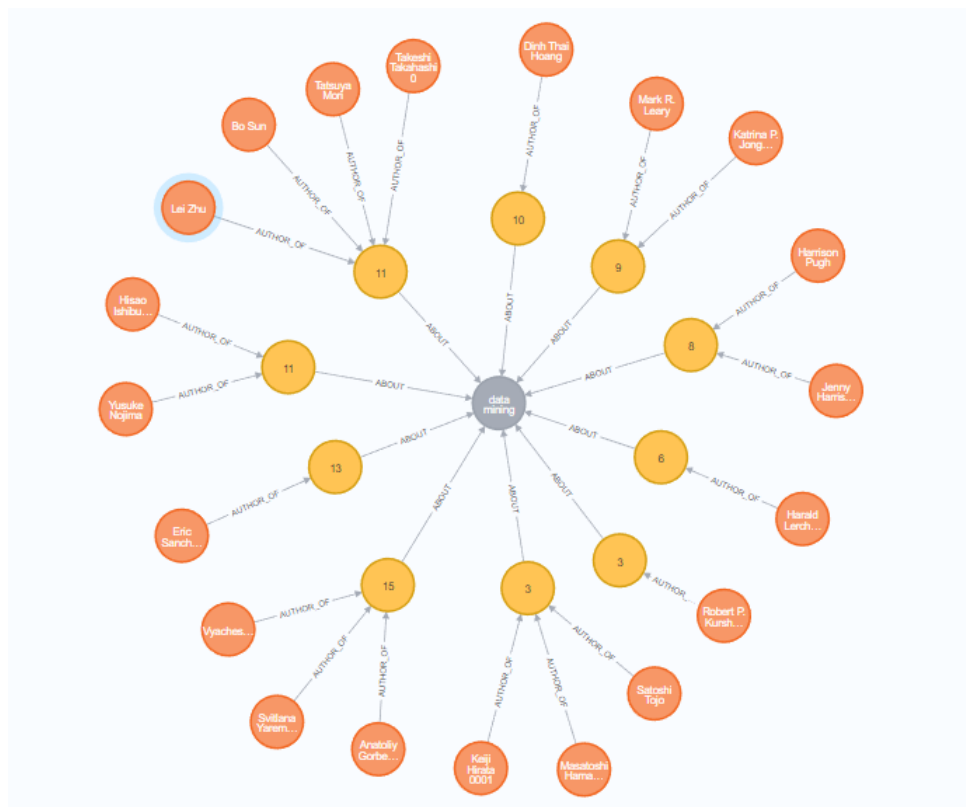 Dinh Thai
Hoang
Takeshi
Takahashi
0
Tatsuya
Mori
Mark R.
Leary
Bo Sun
Katrina P.
Jong...
Lei Zhu
AUTHOR_OF
AUTHOR_OF
AUTHOR_OF
AUTHOR_OF
AUTHOR_OF
AUTHOR_OF
AUTHOR_OF
10
9
11
Harrison
Pugh
Hisao
Ishibu...
AUTHOR_OF
AUTHOR_OF
ABOUT
ABOUT
ABOUT
8
11
ABOUT
ABOUT
AUTHOR_OF
AUTHOR_OF
Jenny
Harris...
Yusuke
Nojima
data
mining
ABOUT
ABOUT
13
6
AUTHOR_OF
AUTHOR_OF
Eric
Sanch...
Harald
Lerch...
ABOUT
ABOUT
ABOUT
15
3
3
AUTHOR_OF
AUTHOR_OF
AUTHOR_OF
AUTHOR_OF
AUTHOR_OF
AUTHOR_OF
AUTHOR_...
Vyaches...
Robert P.
Kursh...
Satoshi
Tojo
Svitlana
Yarem...
Anatoliy
Gorbe...
Keiji
Hirata
0001
Masatoshi
Hama...